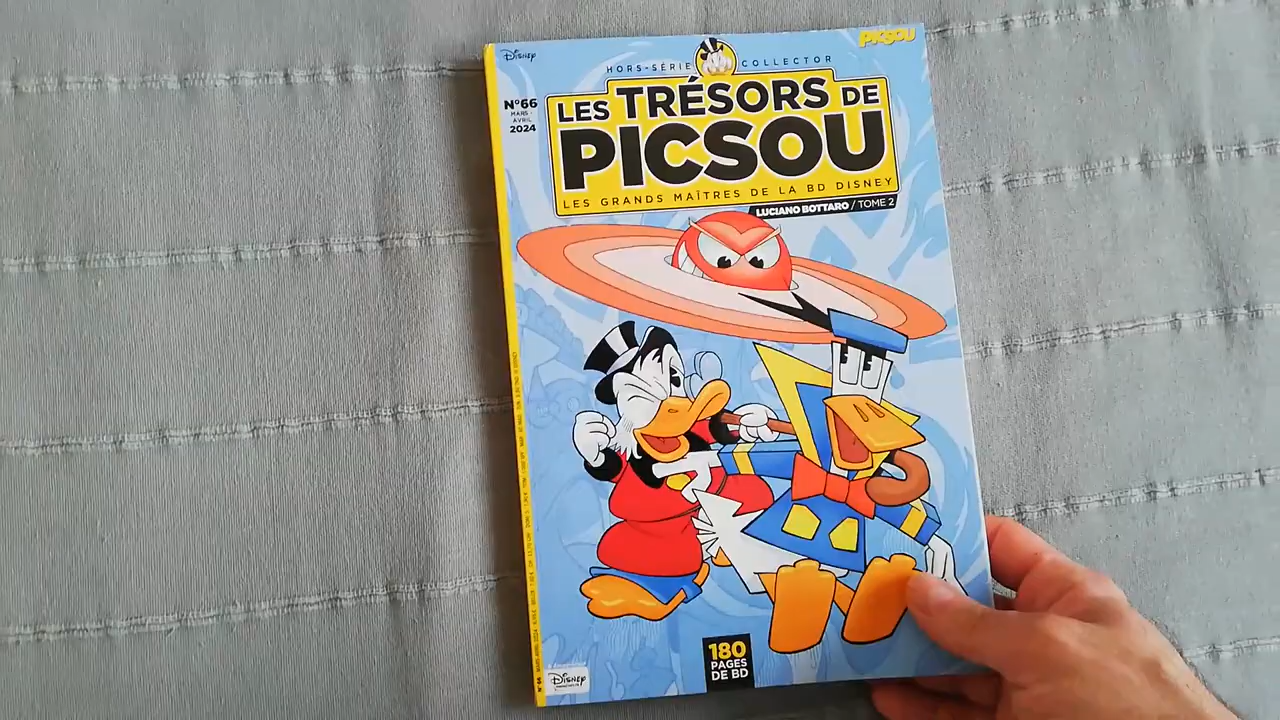 Disney
PICSOU
HORS-SÉRIE COLLECTOR
N°66
MARS-
AVRIL
2024
LES TRÉSORS DE
PICSOU
LES GRANDS MAÎTRES DE LA BD DISNEY
LUCIANO BOTTARO / TOME 2
180
PAGES
DE BD
Disney
N°66